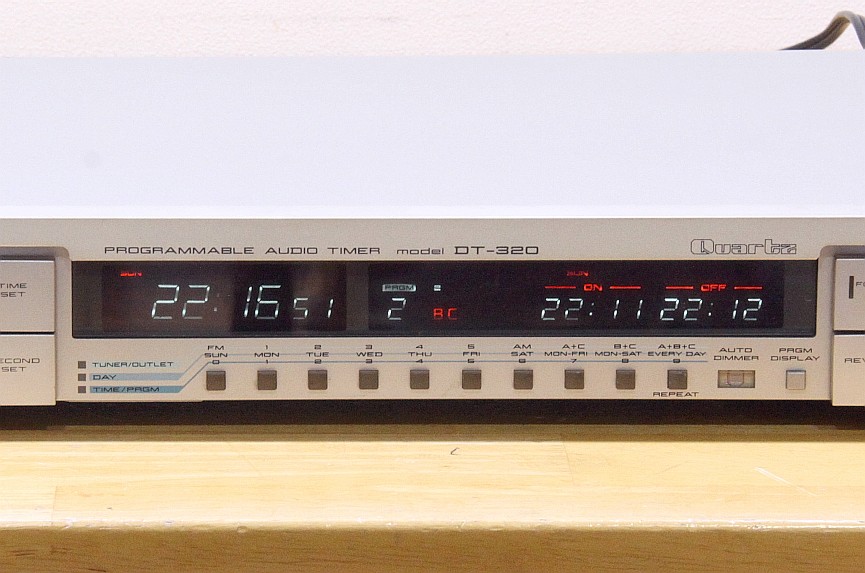 PROGRAMMABLE AUDIO TIMER model DT-320
Quartz
TIME SET
SECOND SET
SUN
22:16 51
PRGM
2 BC
SUN
ON OFF
22:11 22:12
TUNER/OUTLET
DAY
TIME/PRGM
FM A+C B+C A+B+C
1 2 3 4 5 AM
SUN MON TUE WED THU FRI SAT MON-FRI MON-SAT EVERY DAY
0 1 2 3 4 5 6 7 8 9
REPEAT
AUTO DIMMER
PRGM DISPLAY
REV